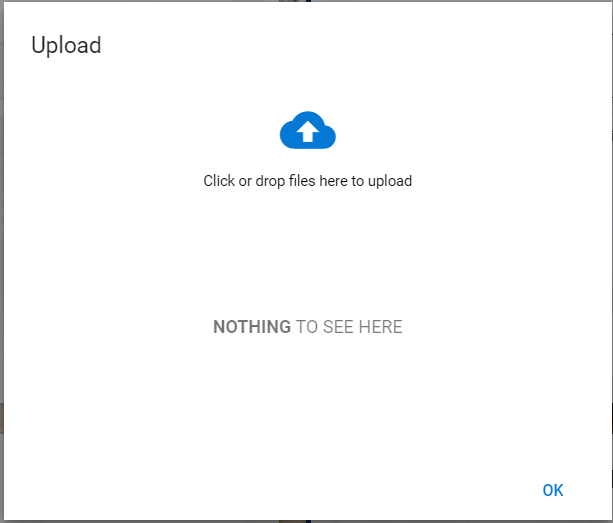 Upload
Click or drop files here to upload
NOTHING TO SEE HERE
OK